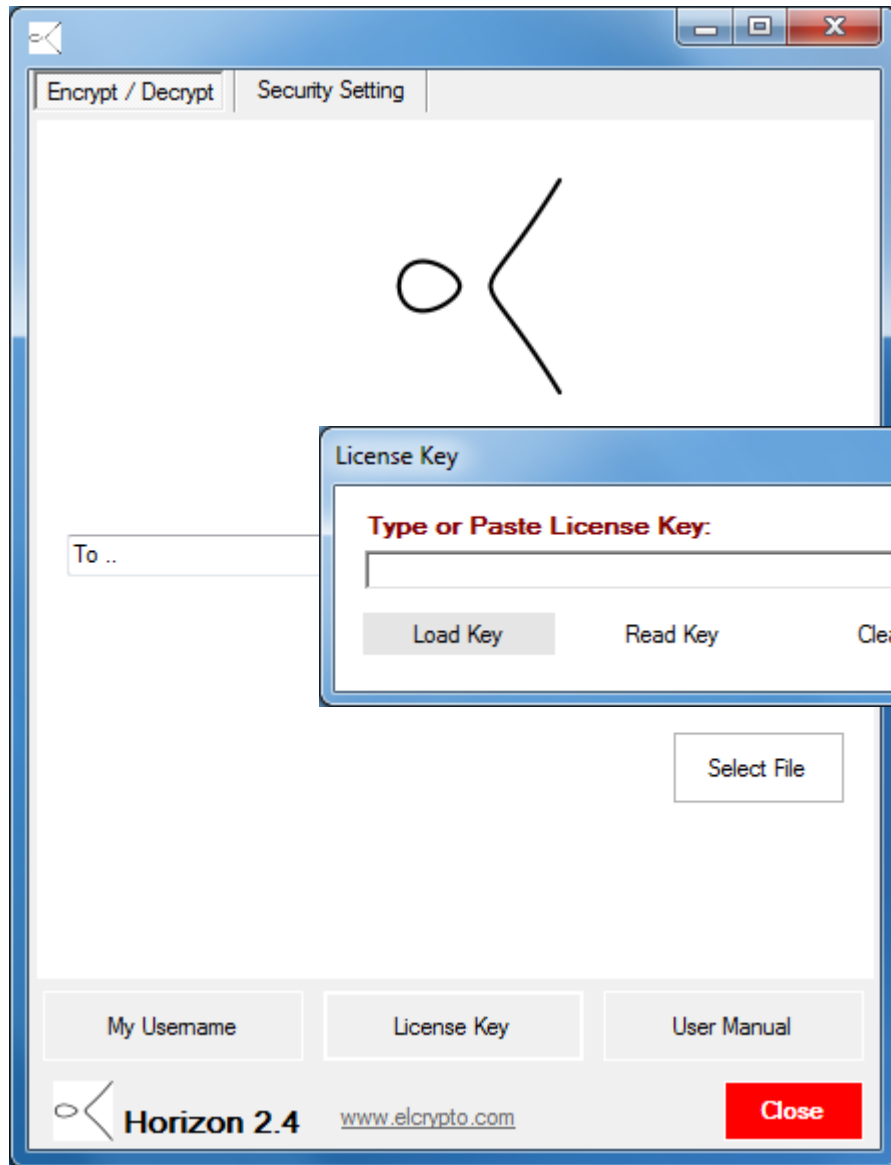 Encrypt / Decrypt Security Setting
License Key
Type or Paste License Key:
To ..
Load Key Read Key Clea
Select File
My Username License Key User Manual
Horizon 2.4 www.elcrypto.com Close